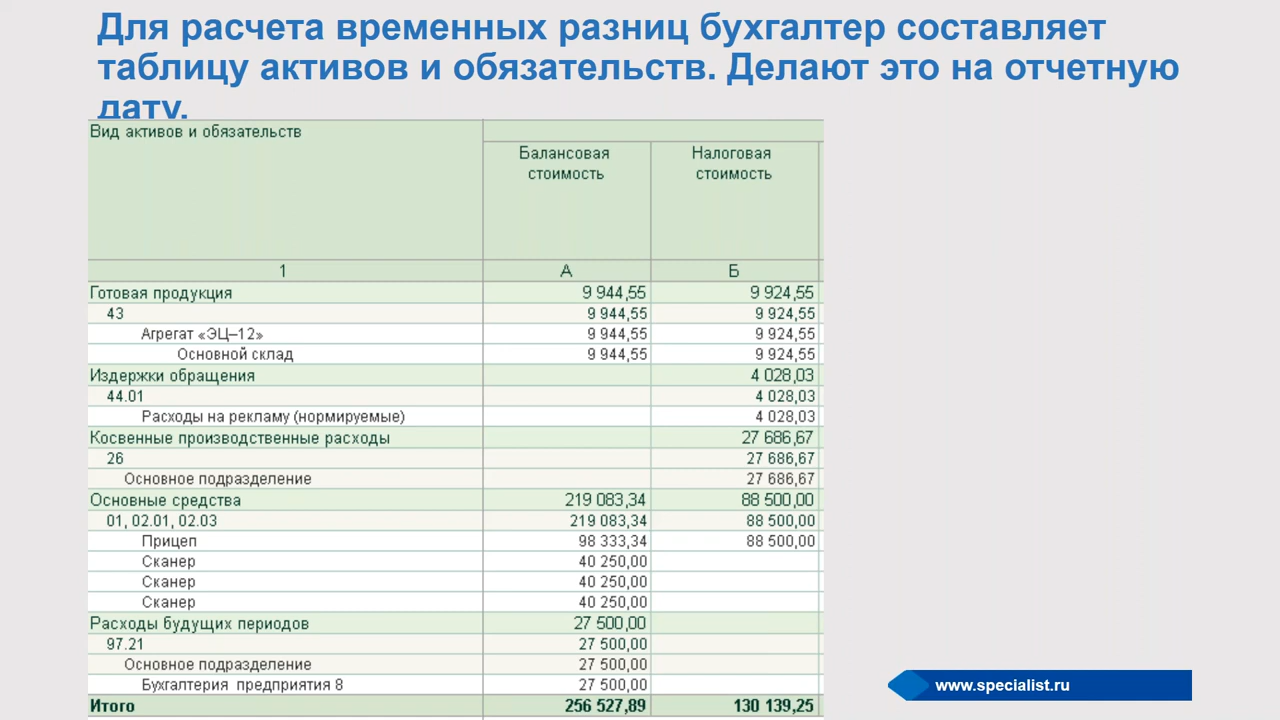 Для расчета временных разниц бухгалтер составляет
таблицу активов и обязательств. Делают это на отчетную
дату.
Вид активов и обязательств
Балансовая стоимость Налоговая стоимость
1 А Б
Готовая продукция 9 944,55 9 924,55
43 9 944,55 9 924,55
Агрегат «ЭЦ–12» 9 944,55 9 924,55
Основной склад 9 944,55 9 924,55
Издержки обращения 4 028,03
44.01 4 028,03
Расходы на рекламу (нормируемые) 4 028,03
Косвенные производственные расходы 27 686,67
26 27 686,67
Основное подразделение 27 686,67
Основные средства 219 083,34 88 500,00
01, 02.01, 02.03 219 083,34 88 500,00
Прицеп 98 333,34 88 500,00
Сканер 40 250,00
Сканер 40 250,00
Сканер 40 250,00
Расходы будущих периодов 27 500,00
97.21 27 500,00
Основное подразделение 27 500,00
Бухгалтерия предприятия 8 27 500,00
Итого 256 527,89 130 139,25
www.specialist.ru